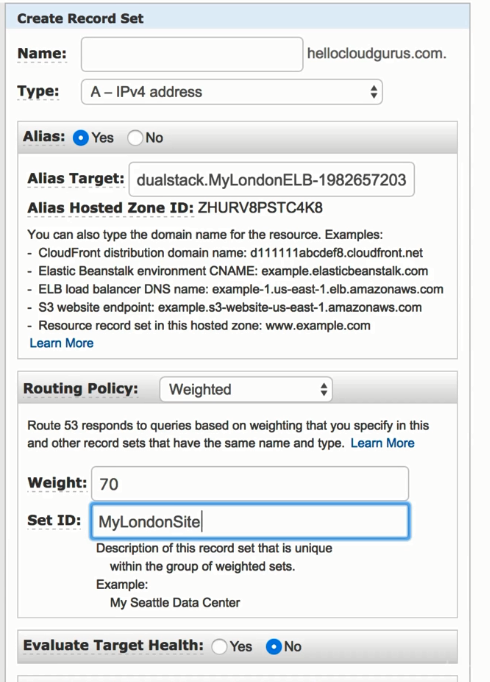 Create Record Set
Name: hellocloudgurus.com.
Type: A – IPv4 address
Alias: Yes No
Alias Target: dualstack.MyLondonELB-1982657203
Alias Hosted Zone ID: ZHURV8PSTC4K8
You can also type the domain name for the resource. Examples:
- CloudFront distribution domain name: d111111abcdef8.cloudfront.net
- Elastic Beanstalk environment CNAME: example.elasticbeanstalk.com
- ELB load balancer DNS name: example-1.us-east-1.elb.amazonaws.com
- S3 website endpoint: example.s3-website-us-east-1.amazonaws.com
- Resource record set in this hosted zone: www.example.com
Learn More
Routing Policy: Weighted
Route 53 responds to queries based on weighting that you specify in this
and other record sets that have the same name and type. Learn More
Weight: 70
Set ID: MyLondonSite
Description of this record set that is unique
within the group of weighted sets.
Example:
My Seattle Data Center
Evaluate Target Health: Yes No